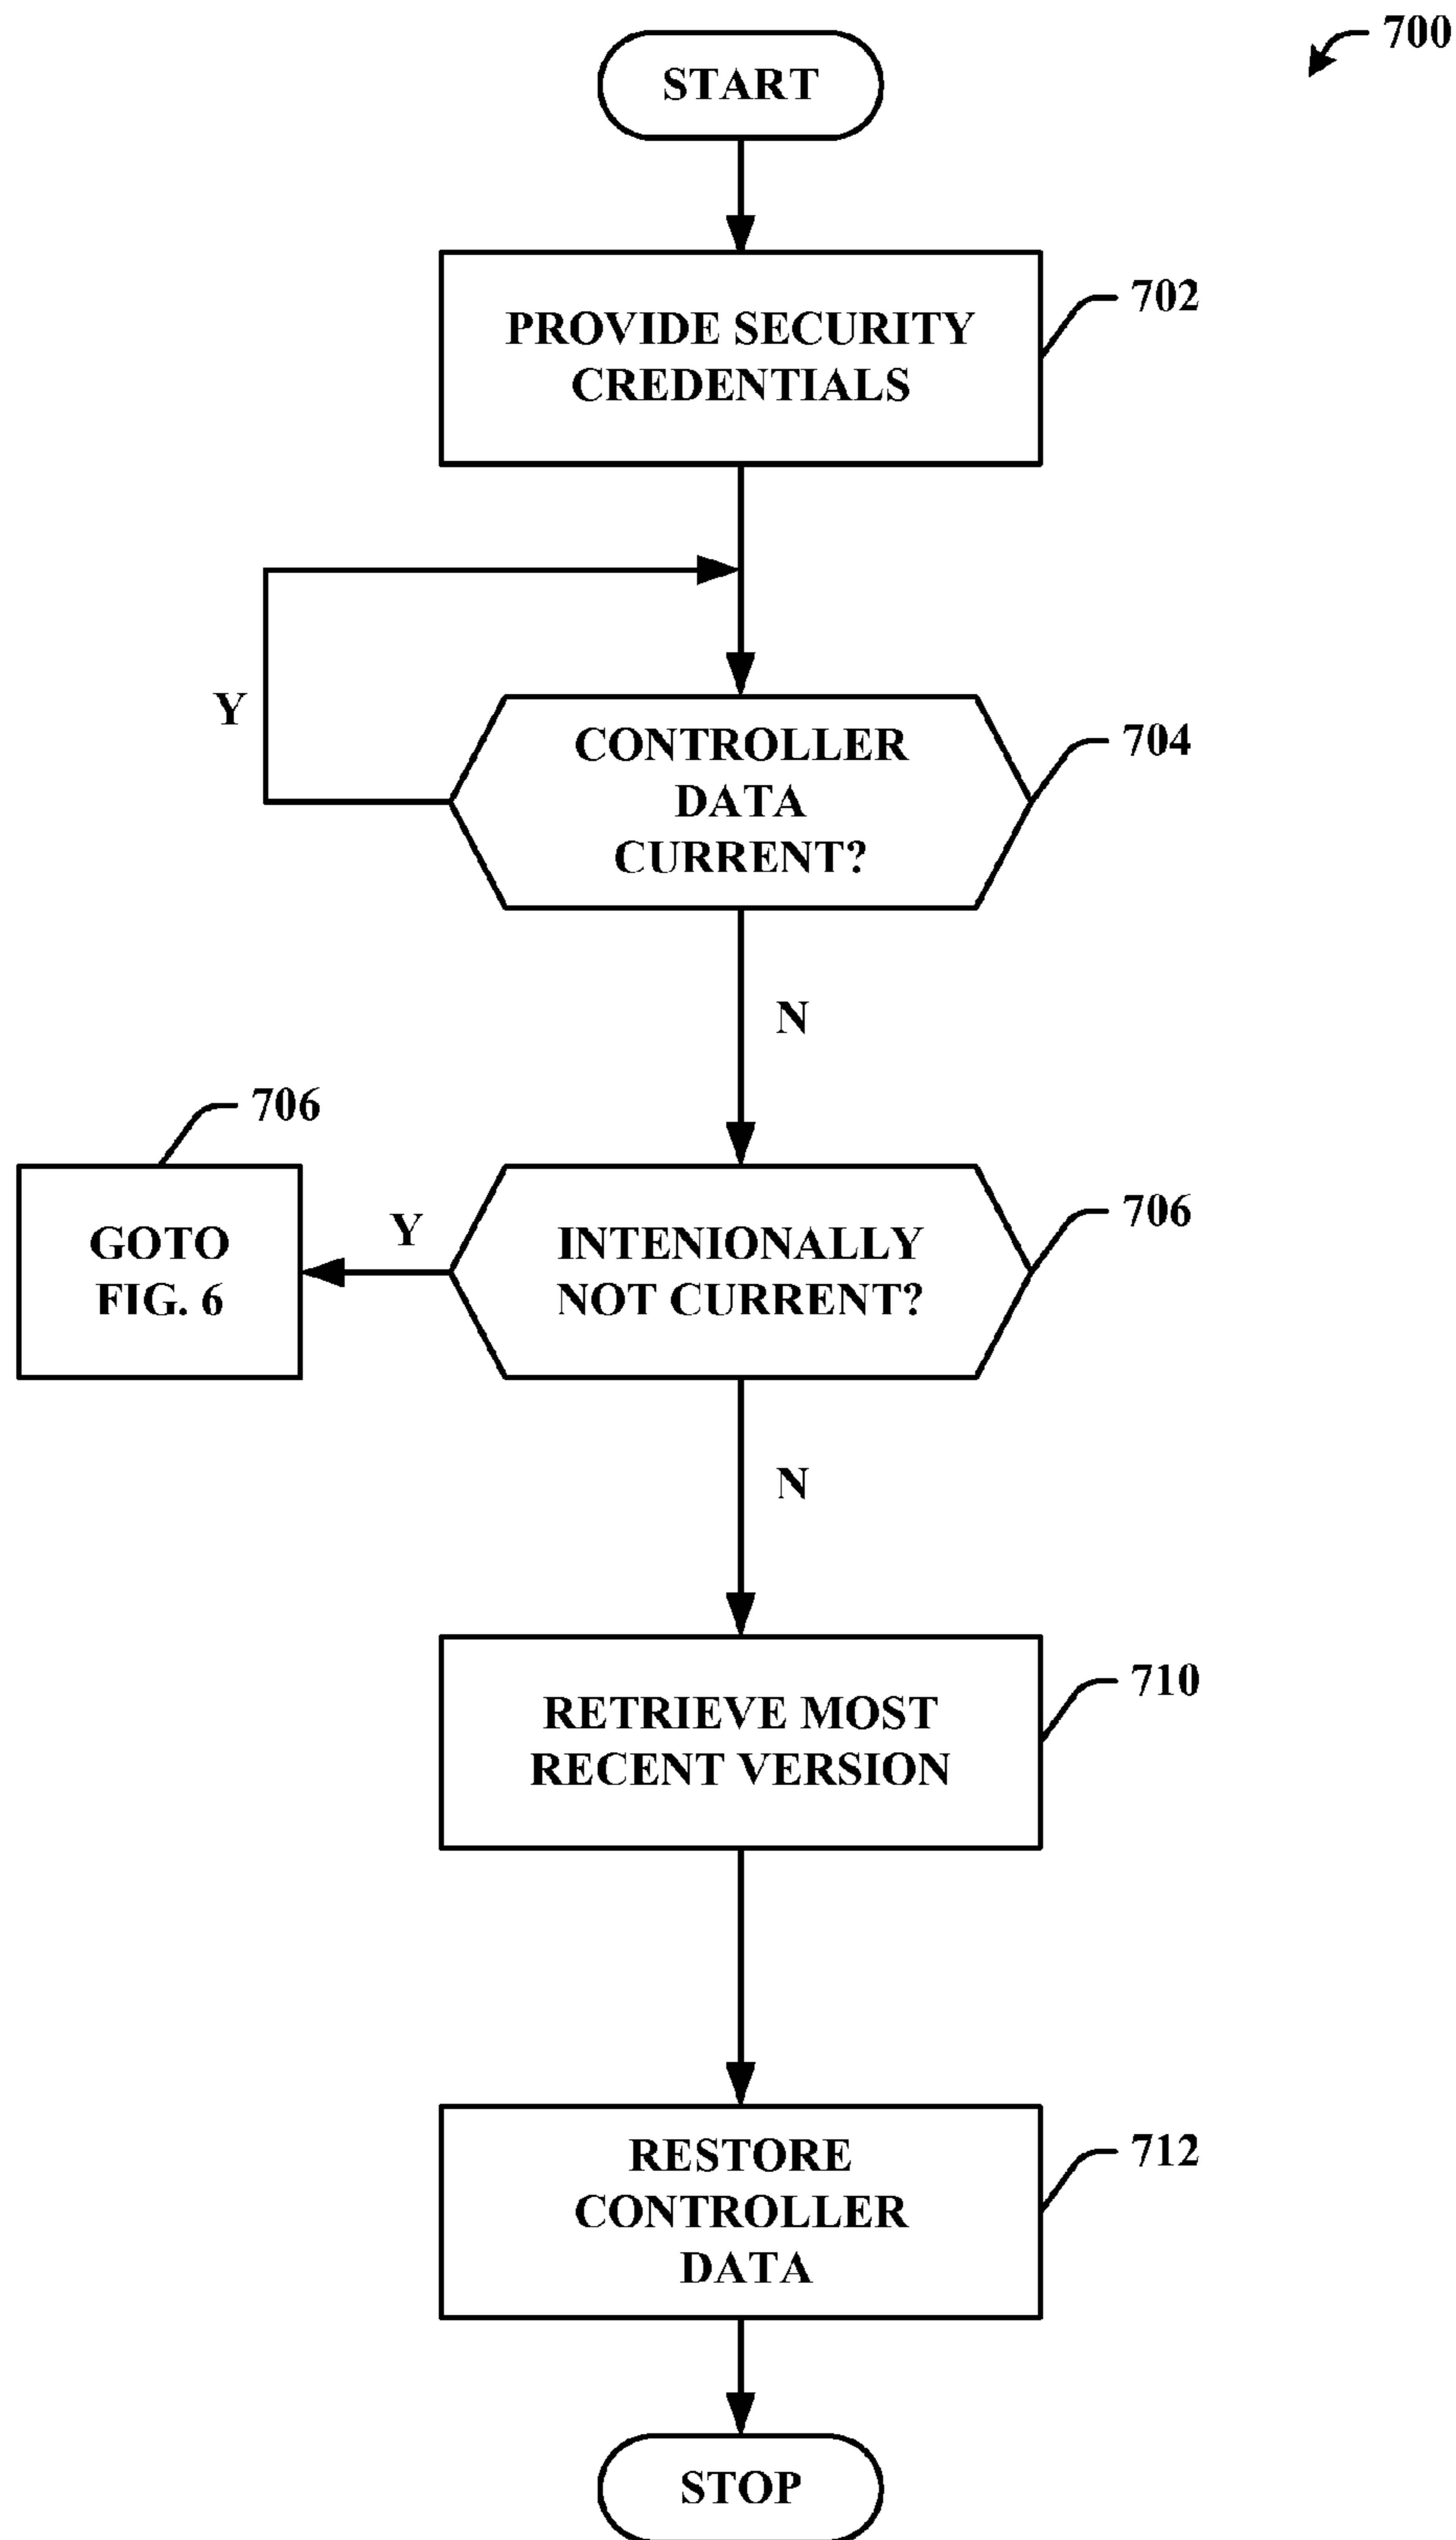 700
START
PROVIDE SECURITY
CREDENTIALS
702
CONTROLLER
DATA
CURRENT?
704
Y
N
706
GOTO
FIG. 6
Y
INTENIONALLY
NOT CURRENT?
706
N
RETRIEVE MOST
RECENT VERSION
710
RESTORE
CONTROLLER
DATA
712
STOP